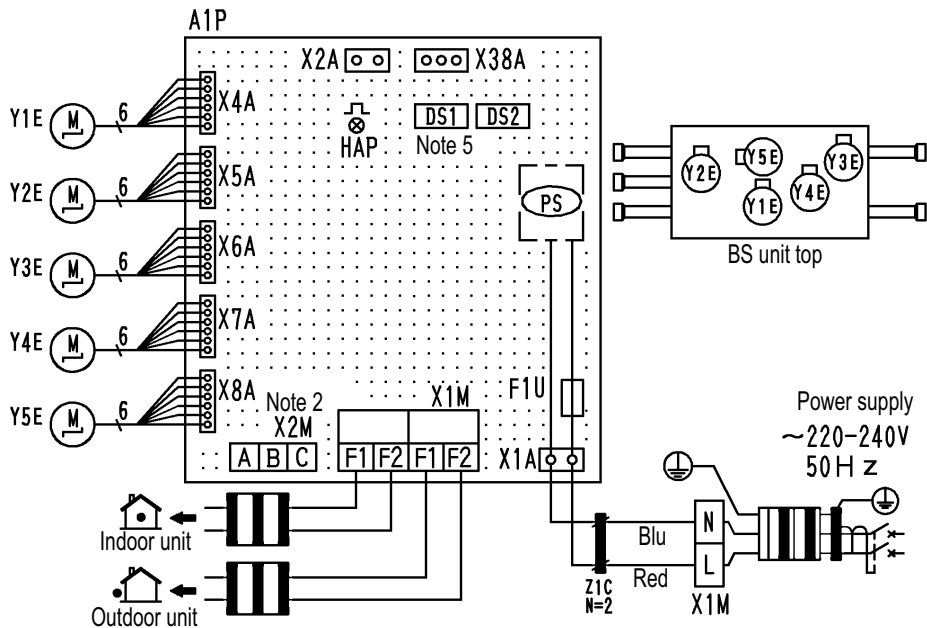 A1P
X2A
X38A
Y1E M 6 X4A
HAP
DS1 DS2
Note 5
Y2E M 6 X5A
PS
Y2E Y5E Y3E
Y1E Y4E
BS unit top
Y3E M 6 X6A
Y4E M 6 X7A
Y5E M 6 X8A
Note 2
X2M
X1M
F1U
A B C
F1 F2 F1 F2
X1A
Power supply
~220-240V
50Hz
Indoor unit
Outdoor unit
Blu
Red
Z1C
N=2
N
L
X1M